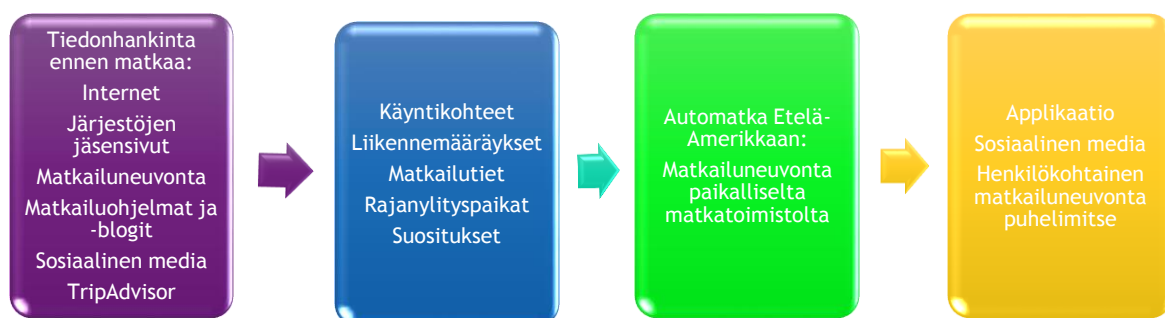 Tiedonhankinta
ennen matkaa:
Internet
Järjestöjen
jäsensivut
Matkailuneuvonta
Matkailuohjelmat ja
-blogit
Sosiaalinen media
TripAdvisor
Käyntikohteet
Liikennemääräykset
Matkailutiet
Rajanylityspaikat
Suositukset
Automatka Etelä-
Amerikkaan:
Matkailuneuvonta
paikalliselta
matkatoimistolta
Applikaatio
Sosiaalinen media
Henkilökohtainen
matkailuneuvonta
puhelimitse